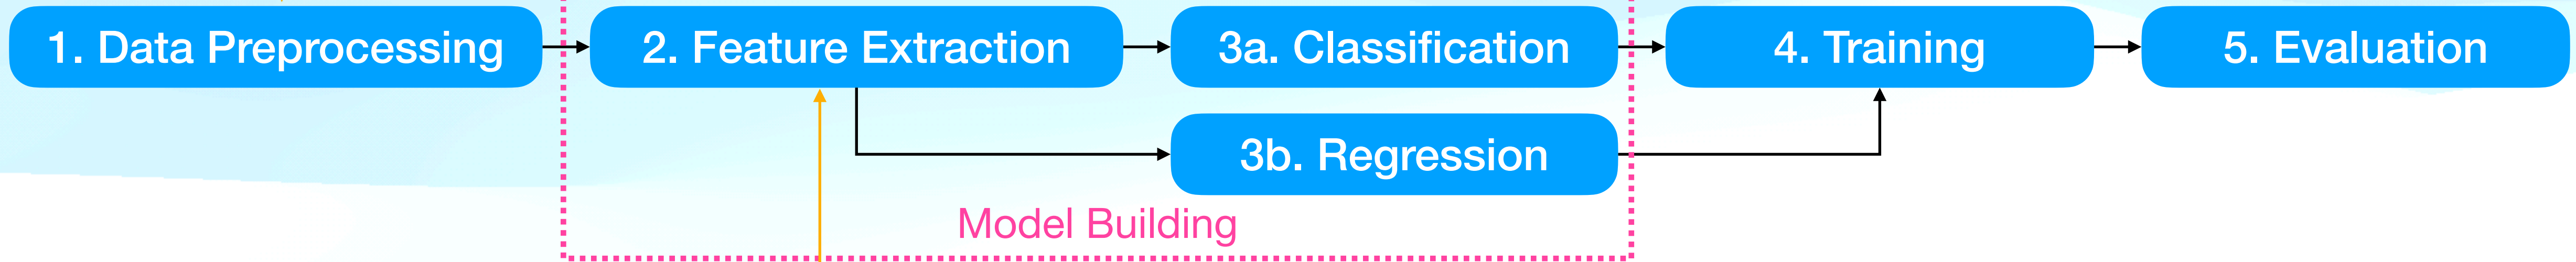 1. Data Preprocessing
2. Feature Extraction
3a. Classification
4. Training
5. Evaluation
3b. Regression
Model Building